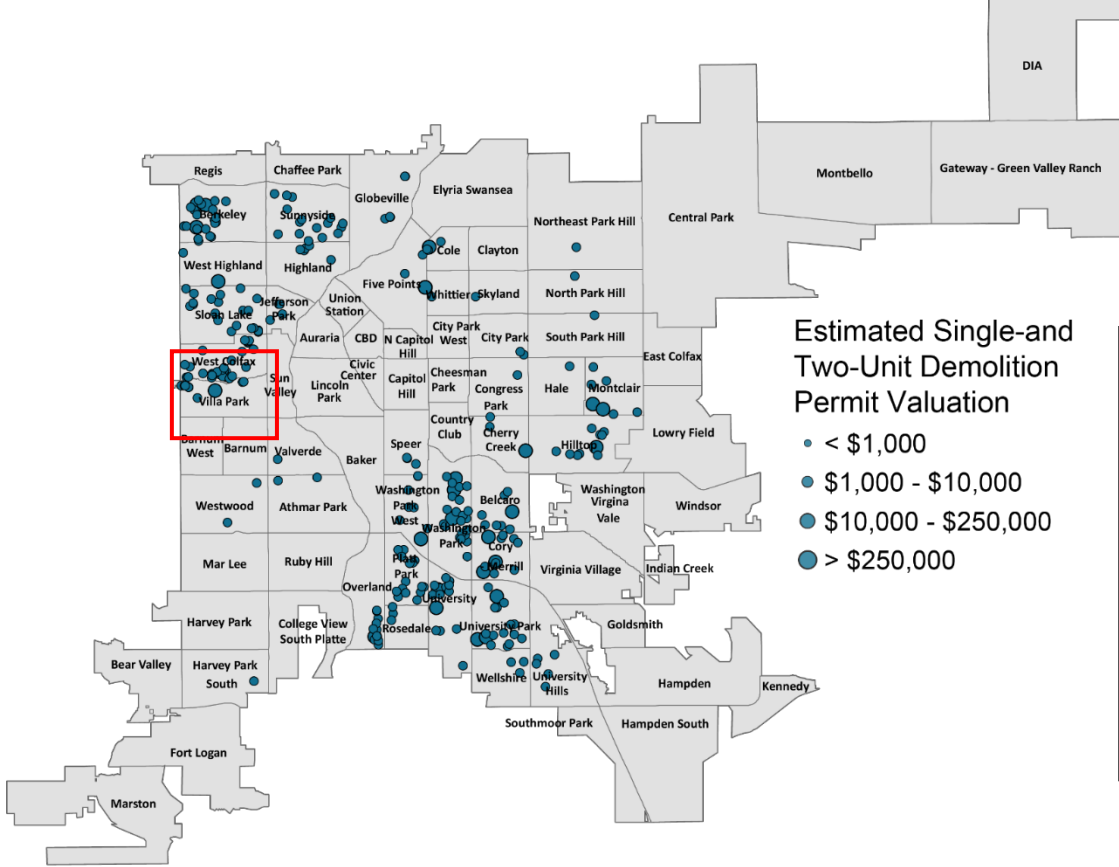 DIA
Regis
Chaffee Park
Globeville
Elyria Swansea
Montbello
Gateway - Green Valley Ranch
Berkeley
Sunnyside
Northeast Park Hill
Central Park
Cole
Clayton
West Highland
Highland
Five Points
Whittier
Skyland
North Park Hill
Sloan Lake
Jefferson
Park
Union
Station
Auraria
CBD
N Capitol
Hill
City Park
West
City Park
South Park Hill
East Colfax
West Colfax
Sun
Valley
Lincoln
Park
Civic
Center
Capitol
Hill
Cheesman
Park
Congress
Park
Hale
Montclair
Villa Park
Country
Club
Cherry
Creek
Hilltop
Lowry Field
Barnum
West
Barnum
Valverde
Baker
Speer
Westwood
Athmar Park
Washington
Park
West
Washington
Park
Belcaro
Washington
Virgina
Vale
Windsor
Cory
Merrill
Mar Lee
Ruby Hill
Overland
Platt
Park
Virginia Village
Indian Creek
University
Harvey Park
College View
South Platte
Rosedale
University Park
Goldsmith
Bear Valley
Harvey Park
South
Wellshire
University
Hills
Hampden
Kennedy
Southmoor Park
Hampden South
Fort Logan
Marston
Estimated Single-and
Two-Unit Demolition
Permit Valuation
< $1,000
$1,000 - $10,000
$10,000 - $250,000
> $250,000